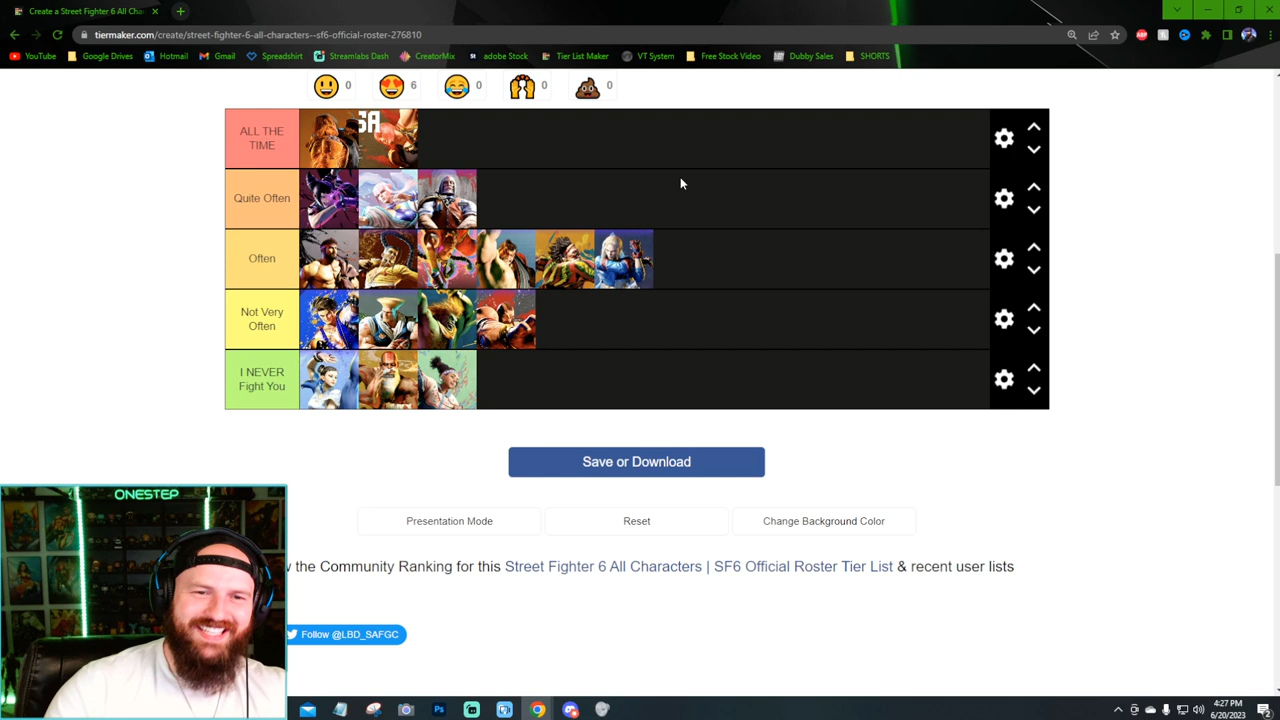 Create a Street Fighter 6 All Cha
tiermaker.com/create/street-fighter-6-all-characters--sf6-official-roster-276810
YouTube
Google Drives
Hotmail
Gmail
Spreadshirt
Streamlabs Dash
CreatorMix
adobe Stock
Tier List Maker
VT System
Free Stock Video
Dubby Sales
SHORTS
0
6
0
0
0
ALL THE
TIME
SA
Quite Often
Often
Not Very
Often
I NEVER
Fight You
Save or Download
ONESTEP
Presentation Mode
Reset
Change Background Color
w the Community Ranking for this Street Fighter 6 All Characters | SF6 Official Roster Tier List & recent user lists
Follow @LBD_SAFGC
4:27 PM
6/20/2023
2